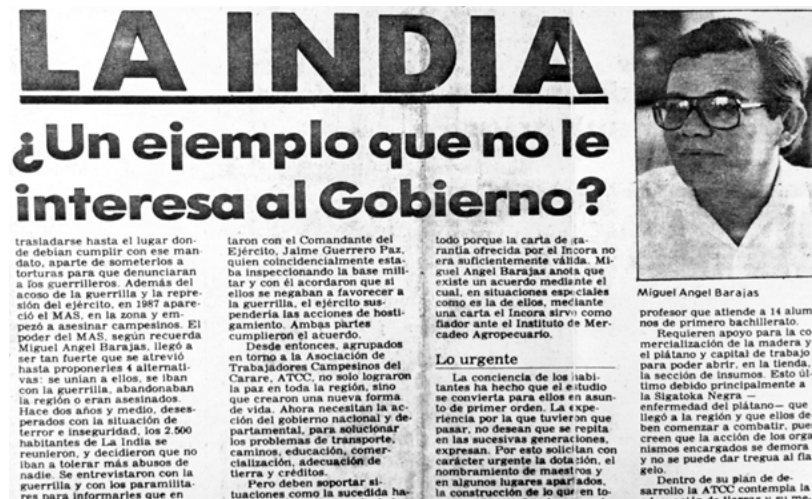 LA INDIA
¿Un ejemplo que no le
interesa al Gobierno?
trasladarse hasta el lugar don-
de debían cumplir con ese man-
dato, aparte de someterlos a
torturas para que denunciaran
a los guerrilleros. Además del
acoso de la guerrilla y la repre-
sión del ejército, en 1987 apare-
ció el MAS, en la zona y em-
pezó a asesinar campesinos. El
poder del MAS, según recuerda
Miguel Angel Barajas, llegó a
ser tan fuerte que se atrevió
hasta proponerles 4 alternati-
vas: se unían a ellos, se iban
con la guerrilla, abandonaban
la región o eran asesinados.
Hace dos años y medio, deses-
perados con la situación de
terror e inseguridad, los 2.500
habitantes de La India se
reunieron, y decidieron que no
iban a tolerar más abusos de
nadie. Se entrevistaron con la
guerrilla y con los paramilita-
res para informarles que en
taron con el Comandante del
Ejército, Jaime Guerrero Paz,
quien coincidencialmente esta-
ba inspeccionando la base mili-
tar y con él acordaron que si
ellos se negaban a favorecer a
la guerrilla, el ejército sus-
pendería las acciones de hosti-
gamiento. Ambas partes
cumplieron el acuerdo.
Desde entonces, agrupados
en torno a la Asociación de
Trabajadores Campesinos del
Carare, ATCC, no solo lograron
la paz en toda la región, sino
que crearon una nueva forma
de vida. Ahora necesitan la ac-
ción del gobierno nacional y de-
partamental, para solucionar
los problemas de transporte,
caminos, educación, comer-
cialización, adecuación de
tierra y créditos.
Pero deben soportar si-
tuaciones como la sucedida ha-
todo porque la carta de ga-
rantía ofrecida por el Incora no
era suficientemente válida. Mi-
guel Angel Barajas anota que
existe un acuerdo mediante el
cual, en situaciones especiales
como es la de ellos, mediante
una carta el Incora sirve como
fiador ante el Instituto de Mer-
cadeo Agropecuario.
Lo urgente
La conciencia de los habi-
tantes ha hecho que el estudio
se convierta para ellos en asun-
to de primer orden. La expe-
riencia por la que tuvieron que
pasar, no desean que se repita
en las sucesivas generaciones,
expresan. Por esto solicitan con
carácter urgente la dotación, el
nombramiento de maestros y
en algunos lugares apartados,
la construcción de lo que en to-
Miguel Angel Barajas
profesor que atiende a 14 alum
nos de primero bachillerato.
Requieren apoyo para la co
mercialización de la madera y
el plátano y capital de trabajo
para poder abrir, en la tienda,
la sección de insumos. Esto úl-
timo debido principalmente a
la Sigatoka Negra —
enfermedad del plátano— que
llegó a la región y que ellos de
ben comenzar a combatir, pues
creen que la acción de los orga
nismos encargados se demora
y no se puede dar tregua al fla
gelo.
Dentro de su plán de de-
sarrollo la ATCC contempla la